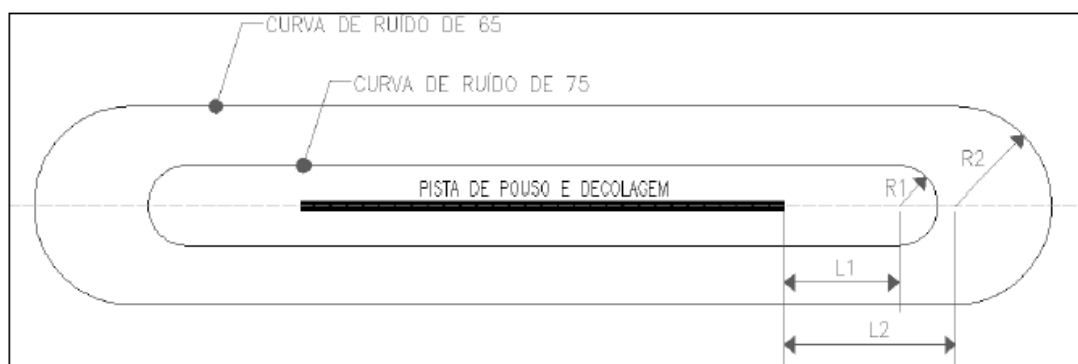 CURVA DE RUÍDO DE 65
CURVA DE RUÍDO DE 75
R2
PISTA DE POUSO E DECOLAGEM
R1
L1
L2